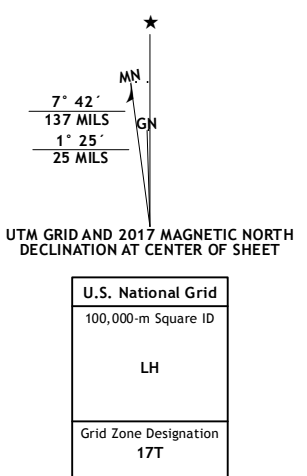 ★
MN
GN
7° 42´
137 MILS
1° 25´
25 MILS
UTM GRID AND 2017 MAGNETIC NORTH
DECLINATION AT CENTER OF SHEET
U.S. National Grid
100,000-m Square ID
LH
Grid Zone Designation
17T